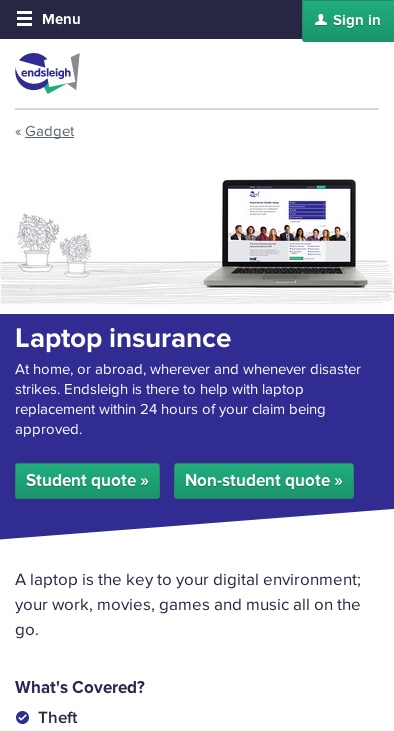 Menu
Sign in
endsleigh
« Gadget
Laptop insurance
At home, or abroad, wherever and whenever disaster
strikes. Endsleigh is there to help with laptop
replacement within 24 hours of your claim being
approved.
Student quote »
Non-student quote »
A laptop is the key to your digital environment;
your work, movies, games and music all on the
go.
What's Covered?
Theft